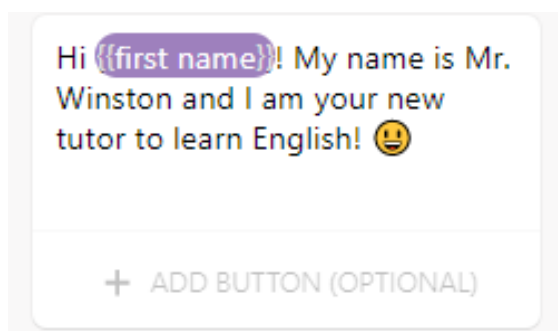 Hi {{first name}}! My name is Mr.
Winston and I am your new
tutor to learn English! 😃
+ ADD BUTTON (OPTIONAL)